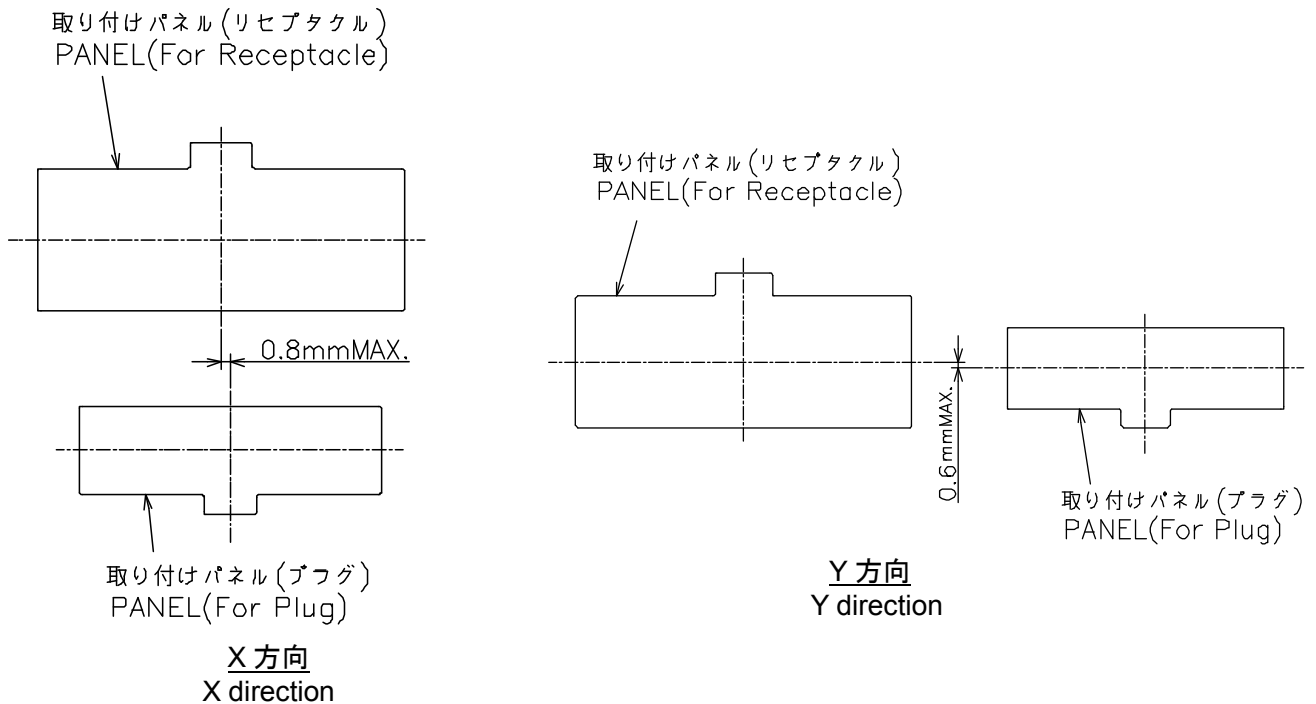 取り付けパネル(リセプタクル)
PANEL(For Receptacle)
0.8mmMAX.
取り付けパネル(プラグ)
PANEL(For Plug)
X 方向
X direction
取り付けパネル(リセプタクル)
PANEL(For Receptacle)
0.6mmMAX.
取り付けパネル(プラグ)
PANEL(For Plug)
Y 方向
Y direction